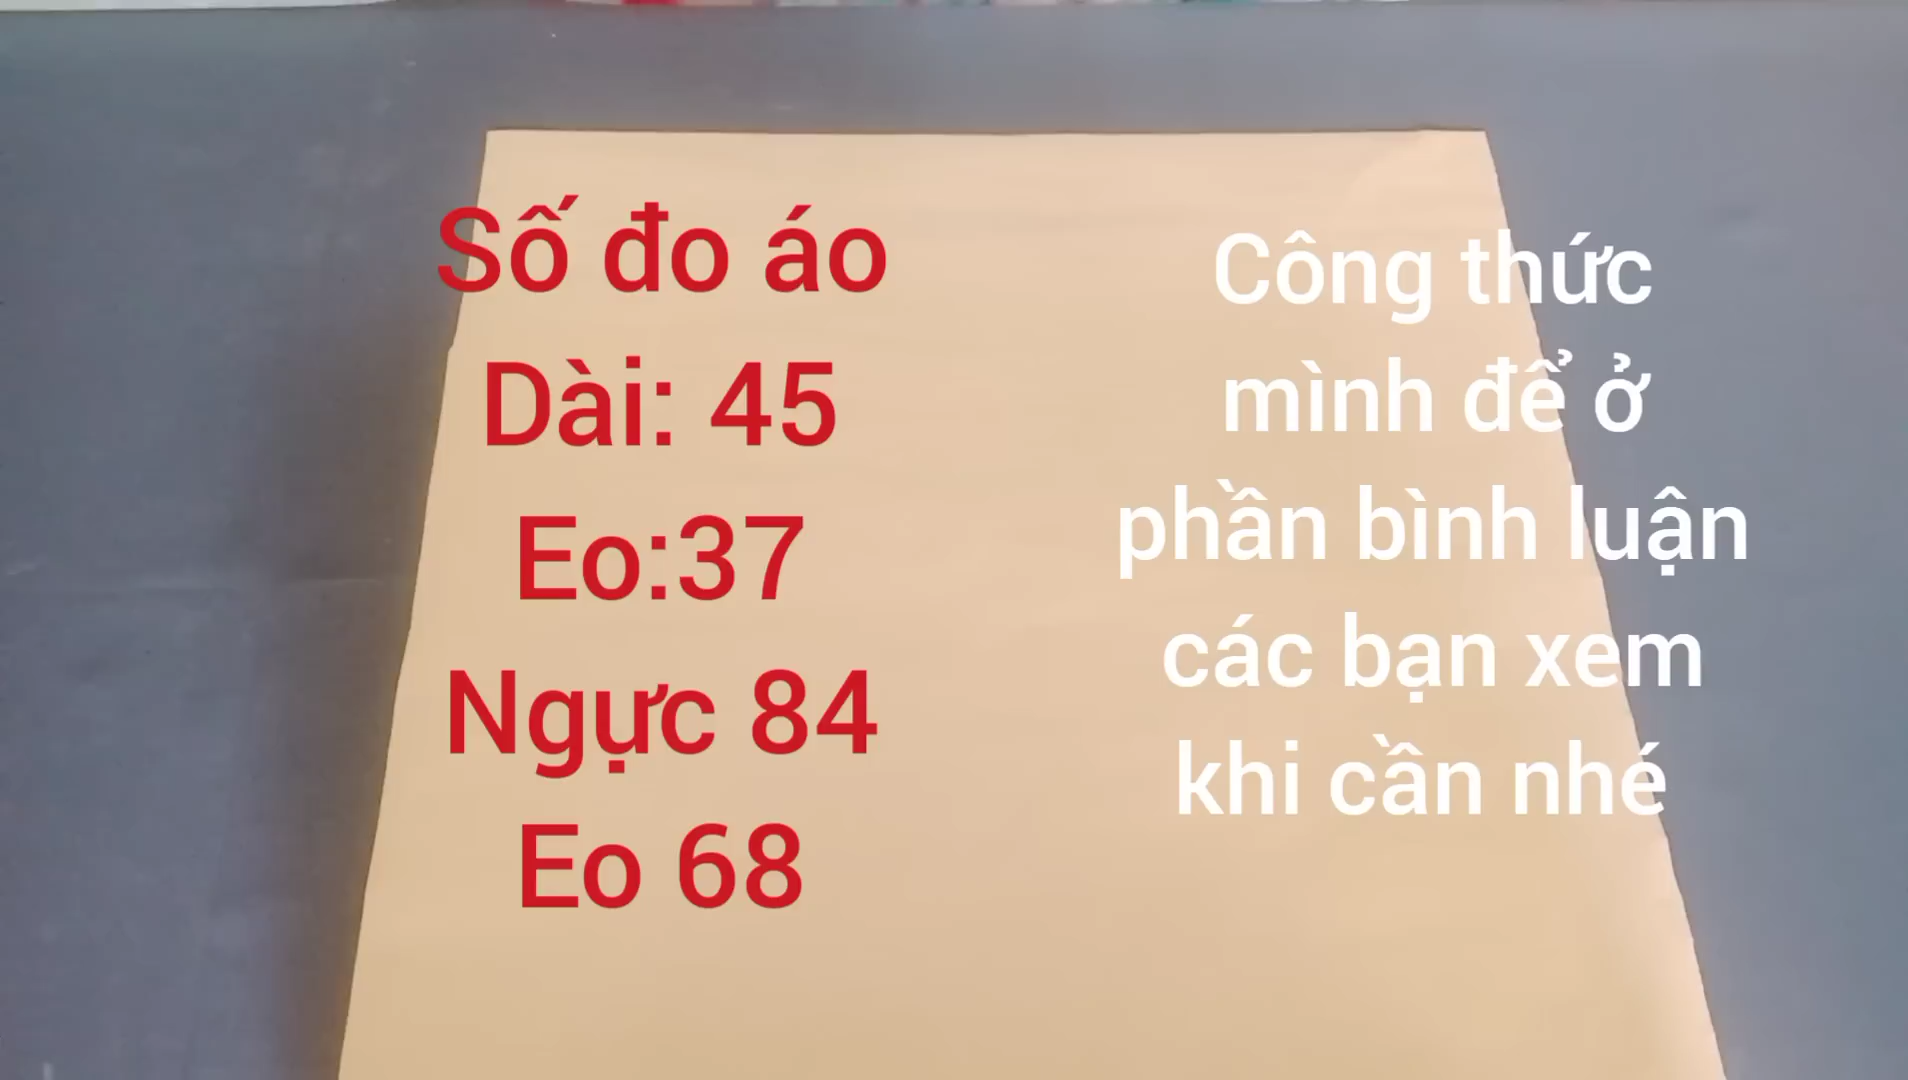 Số đo áo
Dài: 45
Eo:37
Ngực 84
Eo 68
Công thức
mình để ở
phần bình luận
các bạn xem
khi cần nhé